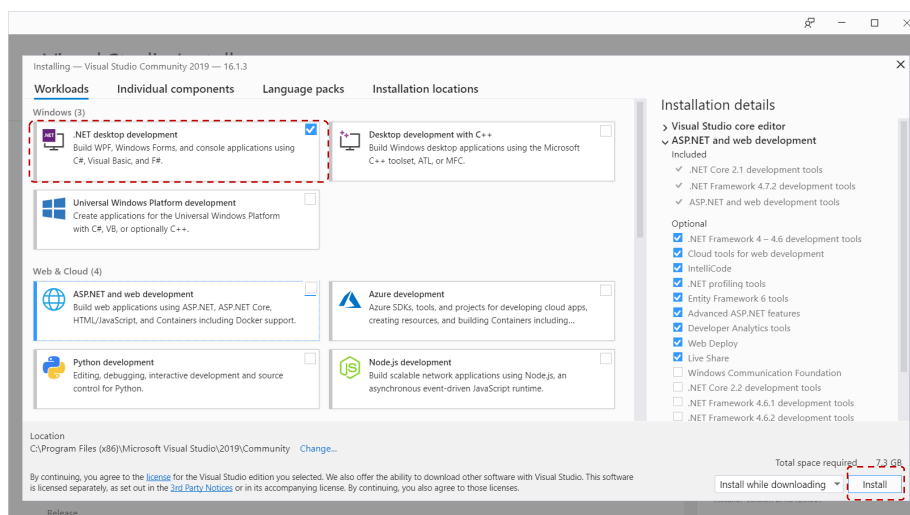 Installing — Visual Studio Community 2019 — 16.1.3
Workloads Individual components Language packs Installation locations
Windows (3)
.NET desktop development
Build WPF, Windows Forms, and console applications using
C#, Visual Basic, and F#.
Desktop development with C++
Build Windows desktop applications using the Microsoft
C++ toolset, ATL, or MFC.
Universal Windows Platform development
Create applications for the Universal Windows Platform
with C#, VB, or optionally C++.
Web & Cloud (4)
ASP.NET and web development
Build web applications using ASP.NET, ASP.NET Core,
HTML/JavaScript, and Containers including Docker support.
Azure development
Azure SDKs, tools, and projects for developing cloud apps,
creating resources, and building Containers including...
Python development
Editing, debugging, interactive development and source
control for Python.
Node.js development
Build scalable network applications using Node.js, an
asynchronous event-driven JavaScript runtime.
Installation details
Visual Studio core editor
ASP.NET and web development
Included
.NET Core 2.1 development tools
.NET Framework 4.7.2 development tools
ASP.NET and web development tools
Optional
.NET Framework 4 – 4.6 development tools
Cloud tools for web development
IntelliCode
.NET profiling tools
Entity Framework 6 tools
Advanced ASP.NET features
Developer Analytics tools
Web Deploy
Live Share
Windows Communication Foundation
.NET Core 2.2 development tools
.NET Framework 4.6.1 development tools
.NET Framework 4.6.2 development tools
Location
C:\Program Files (x86)\Microsoft Visual Studio\2019\Community Change...
Total space required 7.3 GB
By continuing, you agree to the license for the Visual Studio edition you selected. We also offer the ability to download other software with Visual Studio. This software
is licensed separately, as set out in the 3rd Party Notices or in its accompanying license. By continuing, you also agree to those licenses.
Install while downloading Install
Release